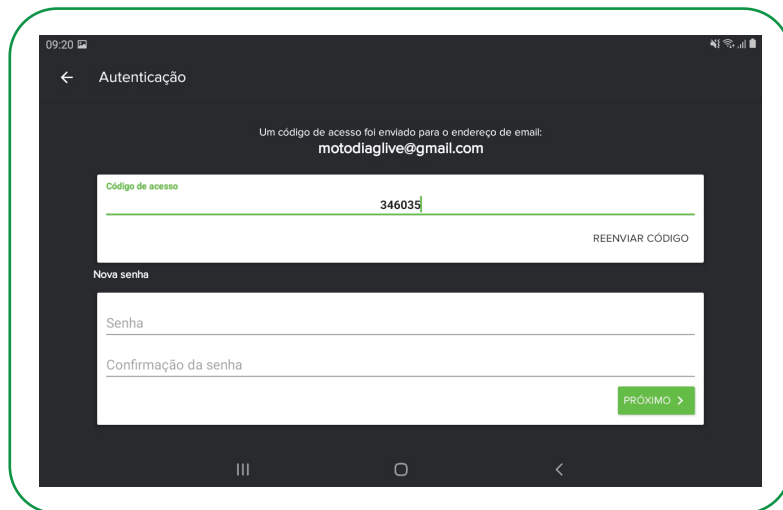 09:20
Autenticação
Um código de acesso foi enviado para o endereço de email:
motodiaglive@gmail.com
Código de acesso
346035
REENVIAR CÓDIGO
Nova senha
Senha
Confirmação da senha
PRÓXIMO